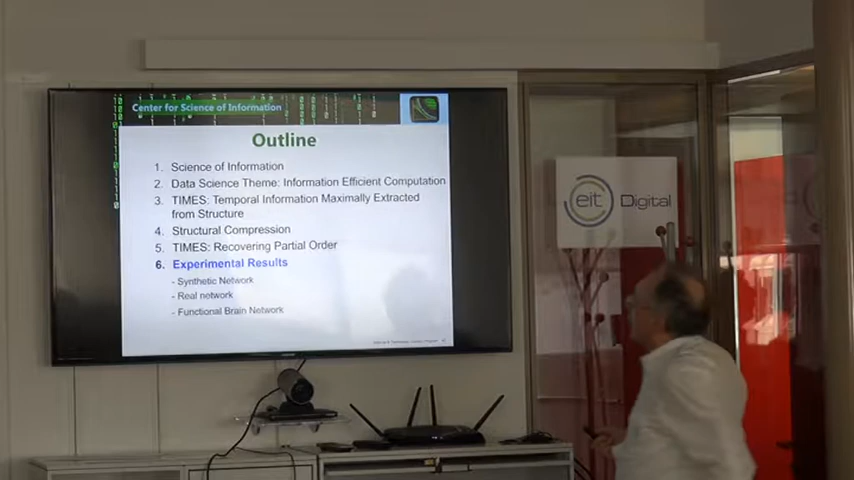 Center for Science of Information
Outline
1. Science of Information
2. Data Science Theme: Information Efficient Computation
3. TIMES: Temporal Information Maximally Extracted
from Structure
4. Structural Compression
5. TIMES: Recovering Partial Order
6. Experimental Results
- Synthetic Network
- Real network
- Functional Brain Network
eit Digital